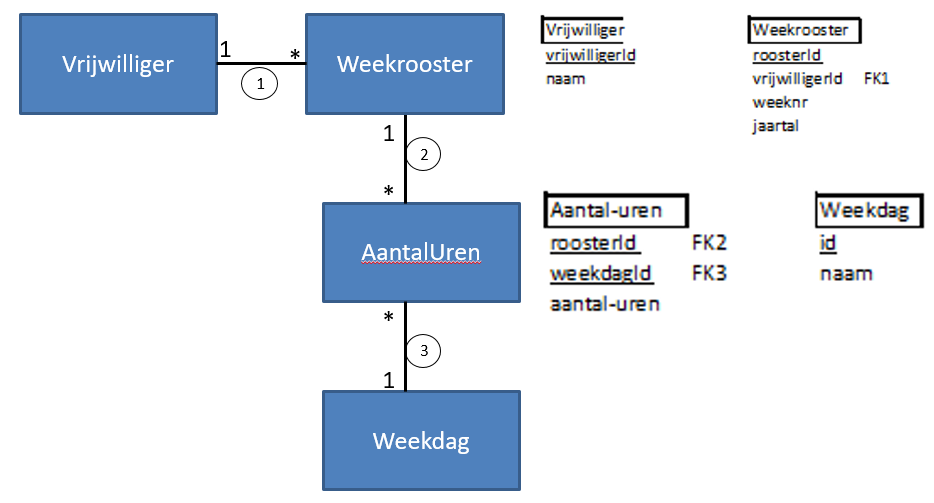 Vrijwilliger
1
*
1
Weekrooster
1
2
*
AantalUren
*
3
1
Weekdag
Vrijwilliger
vrijwilligerId
naam
Weekrooster
roosterId
vrijwilligerId FK1
weeknr
jaartal
Aantal-uren
roosterId FK2
weekdagId FK3
aantal-uren
Weekdag
id
naam